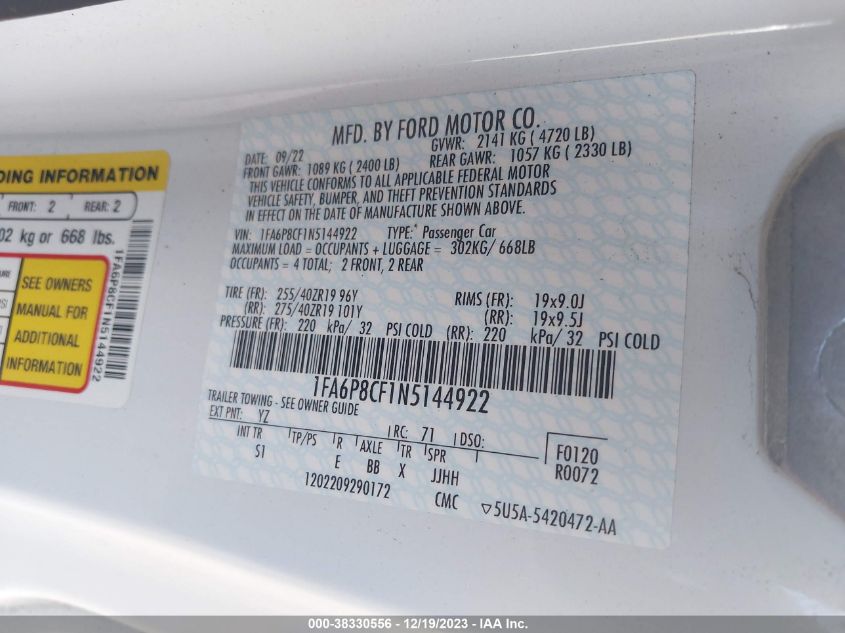 DING INFORMATION
FRONT: 2 REAR: 2
02 kg or 668 lbs.
SEE OWNERS
MANUAL FOR
ADDITIONAL
INFORMATION
1FA6P8CF1N5144922
MFD. BY FORD MOTOR CO.
DATE: 09/22 GVWR: 2141 KG ( 4720 LB)
FRONT GAWR: 1089 KG ( 2400 LB) REAR GAWR: 1057 KG ( 2330 LB)
THIS VEHICLE CONFORMS TO ALL APPLICABLE FEDERAL MOTOR
VEHICLE SAFETY, BUMPER, AND THEFT PREVENTION STANDARDS
IN EFFECT ON THE DATE OF MANUFACTURE SHOWN ABOVE.
VIN: 1FA6P8CF1N5144922 TYPE: Passenger Car
MAXIMUM LOAD = OCCUPANTS + LUGGAGE = 302KG/ 668LB
OCCUPANTS = 4 TOTAL; 2 FRONT, 2 REAR
TIRE (FR): 255/40ZR19 96Y RIMS (FR): 19x9.0J
(RR): 275/40ZR19 101Y (RR): 19x9.5J
PRESSURE (FR): 220 kPa/ 32 PSI COLD (RR): 220 kPa/ 32 PSI COLD
1FA6P8CF1N5144922
TRAILER TOWING - SEE OWNER GUIDE
EXT PNT: YZ RC: 71 DSO:
INT TR TP/PS R AXLE TR SPR F0120
S1 E BB X JJHH R0072
1202209290172 CMC ▽5U5A-5420472-AA
000-38330556 - 12/19/2023 - IAA Inc.